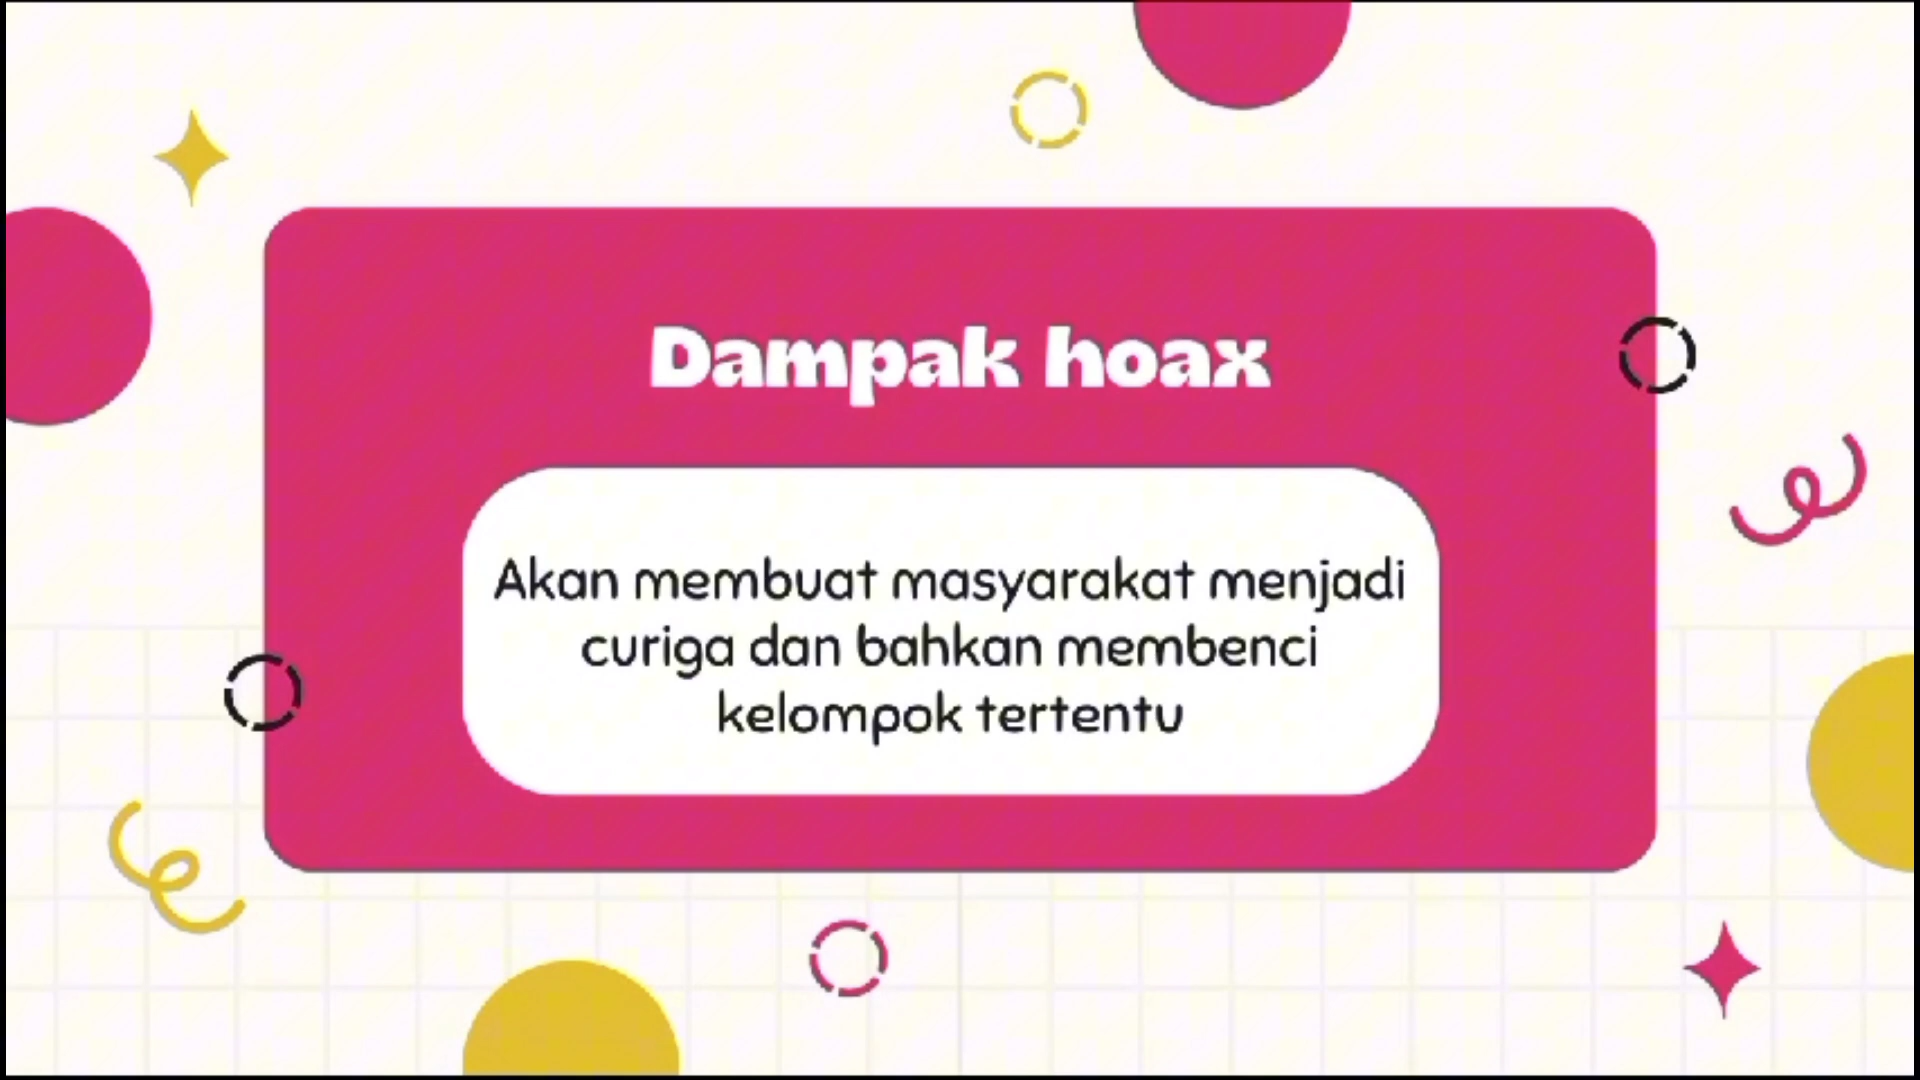 Dampak hoax
Akan membuat masyarakat menjadi
curiga dan bahkan membenci
kelompok tertentu